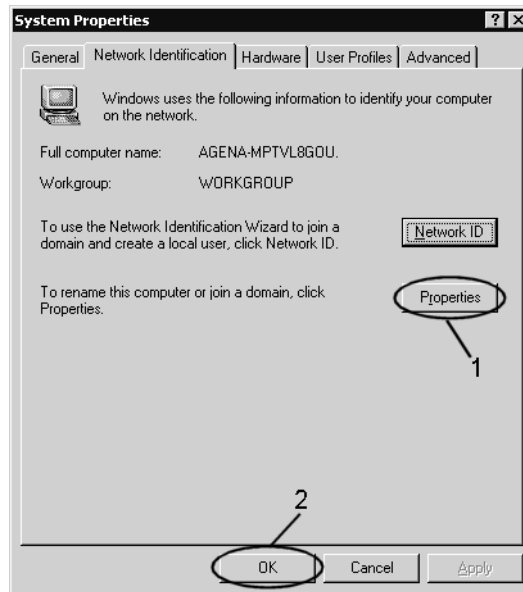 System Properties
General Network Identification Hardware User Profiles Advanced
Windows uses the following information to identify your computer
on the network.
Full computer name: AGENA-MPTVL8GOU.
Workgroup: WORKGROUP
To use the Network Identification Wizard to join a
domain and create a local user, click Network ID.
Network ID
To rename this computer or join a domain, click
Properties.
Properties
1
2
OK Cancel Apply